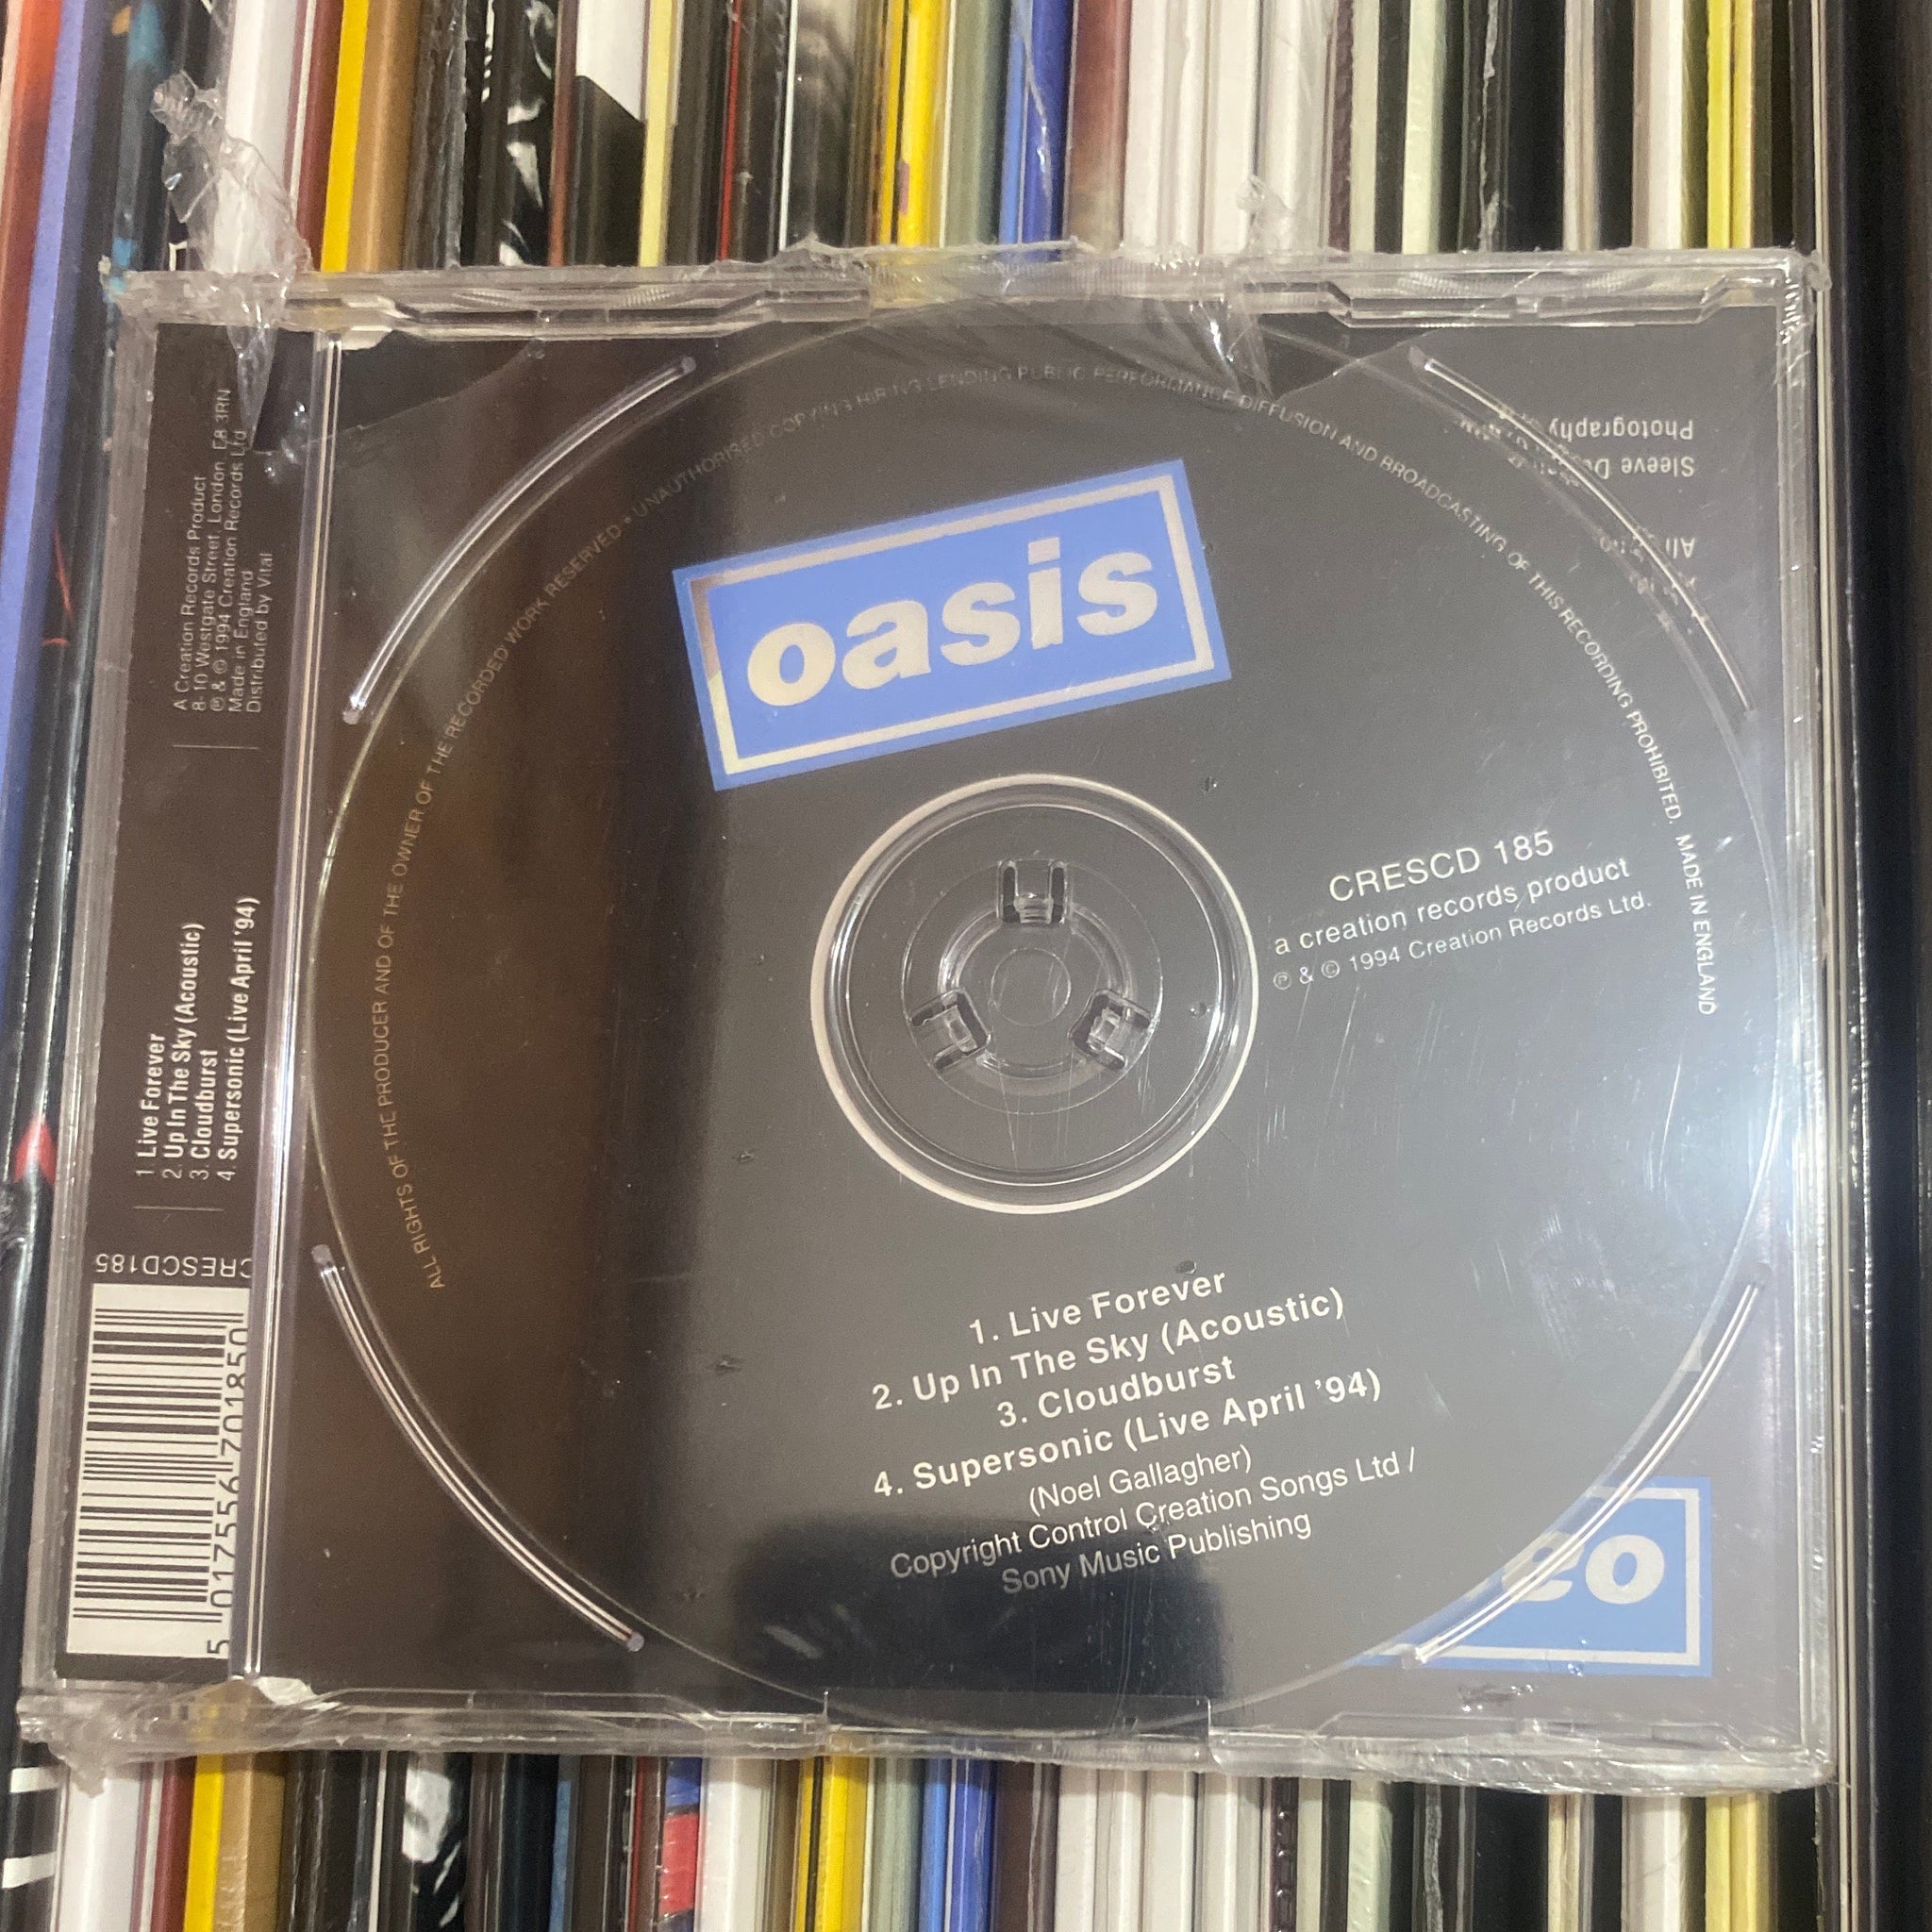 A Creation Records Product
8-10 Westgate Street, London E8 3RN
℗ & © 1994 Creation Records Ltd
Made in England
Distributed by Vital
1 Live Forever
2. Up In The Sky (Acoustic)
3. Cloudburst
4. Supersonic (Live April '94)
CRESCD185
5 017556 701850
ALL RIGHTS OF THE PRODUCER AND OF THE OWNER OF THE RECORDED WORK RESERVED • UNAUTHORISED COPYING HIRING LENDING PUBLIC PERFORMANCE DIFFUSION AND BROADCASTING OF THIS RECORDING PROHIBITED. MADE IN ENGLAND
oasis
CRESCD 185
a creation records product
℗ & © 1994 Creation Records Ltd.
1. Live Forever
2. Up In The Sky (Acoustic)
3. Cloudburst
4. Supersonic (Live April '94)
(Noel Gallagher)
Copyright Control Creation Songs Ltd /
Sony Music Publishing
Photography
Sleeve